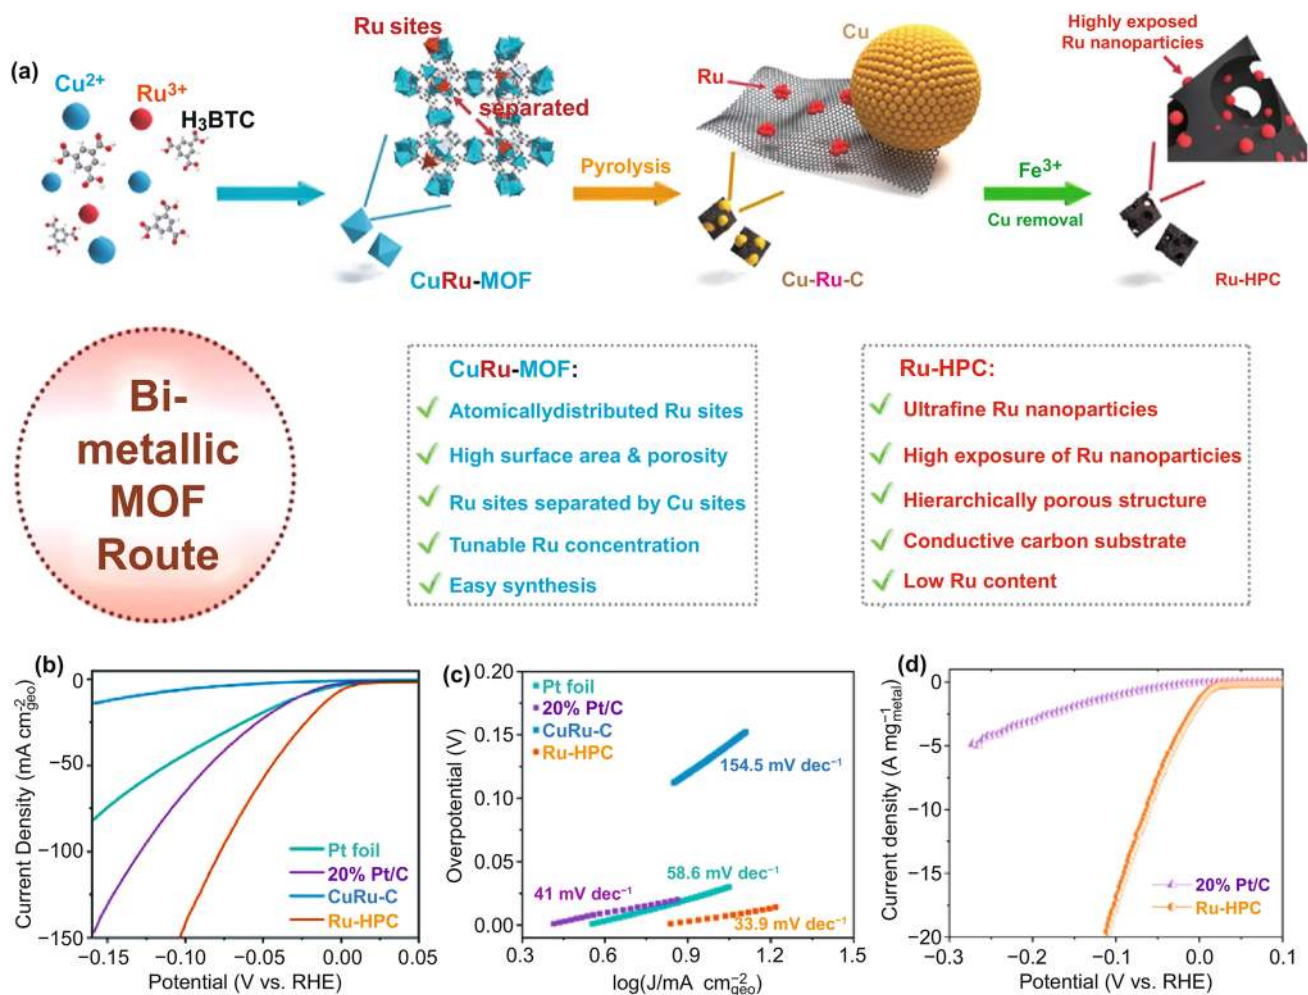 (a)
Cu²⁺
Ru³⁺
H₃BTC
Ru sites
separated
CuRu-MOF
Pyrolysis
Cu
Ru
Cu-Ru-C
Fe³⁺
Cu removal
Highly exposed
Ru nanoparticies
Ru-HPC
Bi-
metallic
MOF
Route
CuRu-MOF:
Atomicallydistributed Ru sites
High surface area & porosity
Ru sites separated by Cu sites
Tunable Ru concentration
Easy synthesis
Ru-HPC:
Ultrafine Ru nanoparticies
High exposure of Ru nanoparticies
Hierarchically porous structure
Conductive carbon substrate
Low Ru content
(b)
Current Density (mA cm⁻²geo)
0
−50
−100
−150
−0.15 −0.10 −0.05 0.00 0.05
Potential (V vs. RHE)
Pt foil
20% Pt/C
CuRu-C
Ru-HPC
(c)
Overpotential (V)
0.20
0.15
0.10
0.05
0.00
0.3 0.6 0.9 1.2 1.5
log(J/mA cm⁻²geo)
Pt foil
20% Pt/C
CuRu-C
Ru-HPC
154.5 mV dec⁻¹
58.6 mV dec⁻¹
41 mV dec⁻¹
33.9 mV dec⁻¹
(d)
Current density (A mg⁻¹metal)
0
−5
−10
−15
−20
−0.3 −0.2 −0.1 0.0 0.1
Potential (V vs. RHE)
20% Pt/C
Ru-HPC